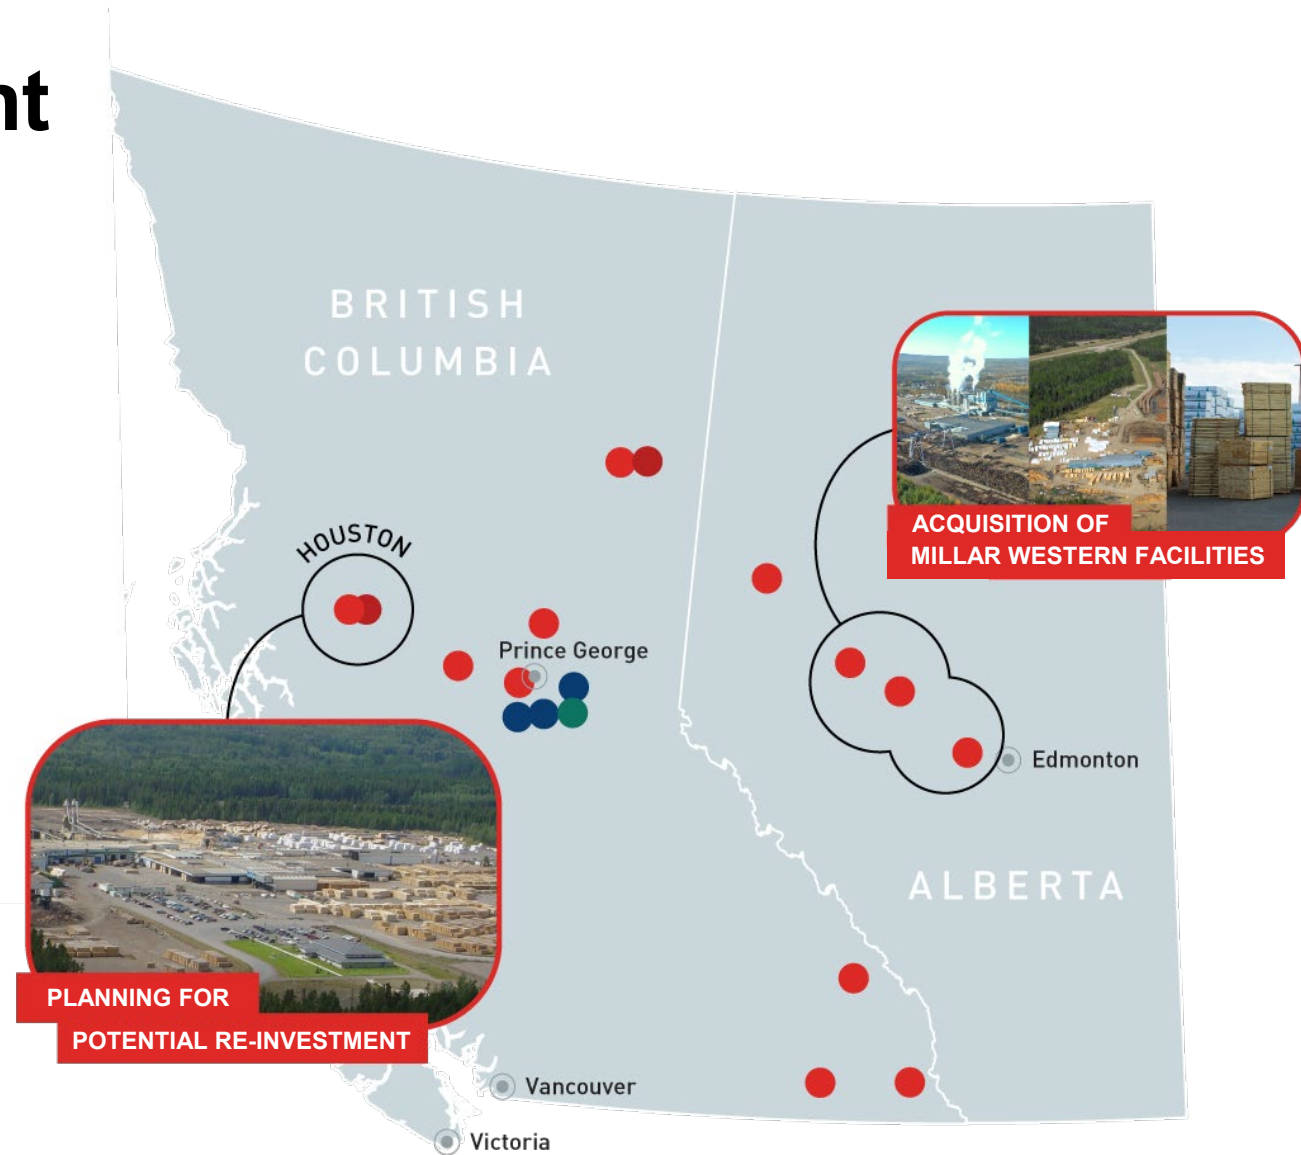 nt
BRITISH
COLUMBIA
ACQUISITION OF
MILLAR WESTERN FACILITIES
HOUSTON
Prince George
Edmonton
ALBERTA
PLANNING FOR
POTENTIAL RE-INVESTMENT
Vancouver
Victoria